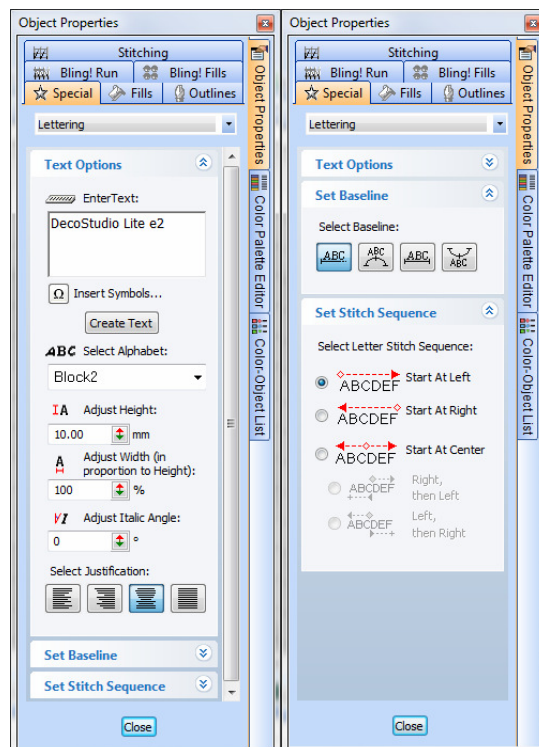 Object Properties
Stitching
Bling! Run
Bling! Fills
Special
Fills
Outlines
Lettering
Text Options
EnterText:
DecoStudio Lite e2
Ω Insert Symbols...
Create Text
ABC Select Alphabet:
Block2
IA Adjust Height:
10.00 mm
A Adjust Width (in
proportion to Height):
100 %
Adjust Italic Angle:
0 °
Select Justification:
Set Baseline
Set Stitch Sequence
Close
Object Properties
Color Palette Editor
Color-Object List
Object Properties
Stitching
Bling! Run
Bling! Fills
Special
Fills
Outlines
Lettering
Text Options
Set Baseline
Select Baseline:
ABC
ABC
ABC
ABC
Set Stitch Sequence
Select Letter Stitch Sequence:
ABCDEF Start At Left
ABCDEF Start At Right
ABCDEF Start At Center
ABCDEF Right,
then Left
ABCDEF Left,
then Right
Close
Object Properties
Color Palette Editor
Color-Object List